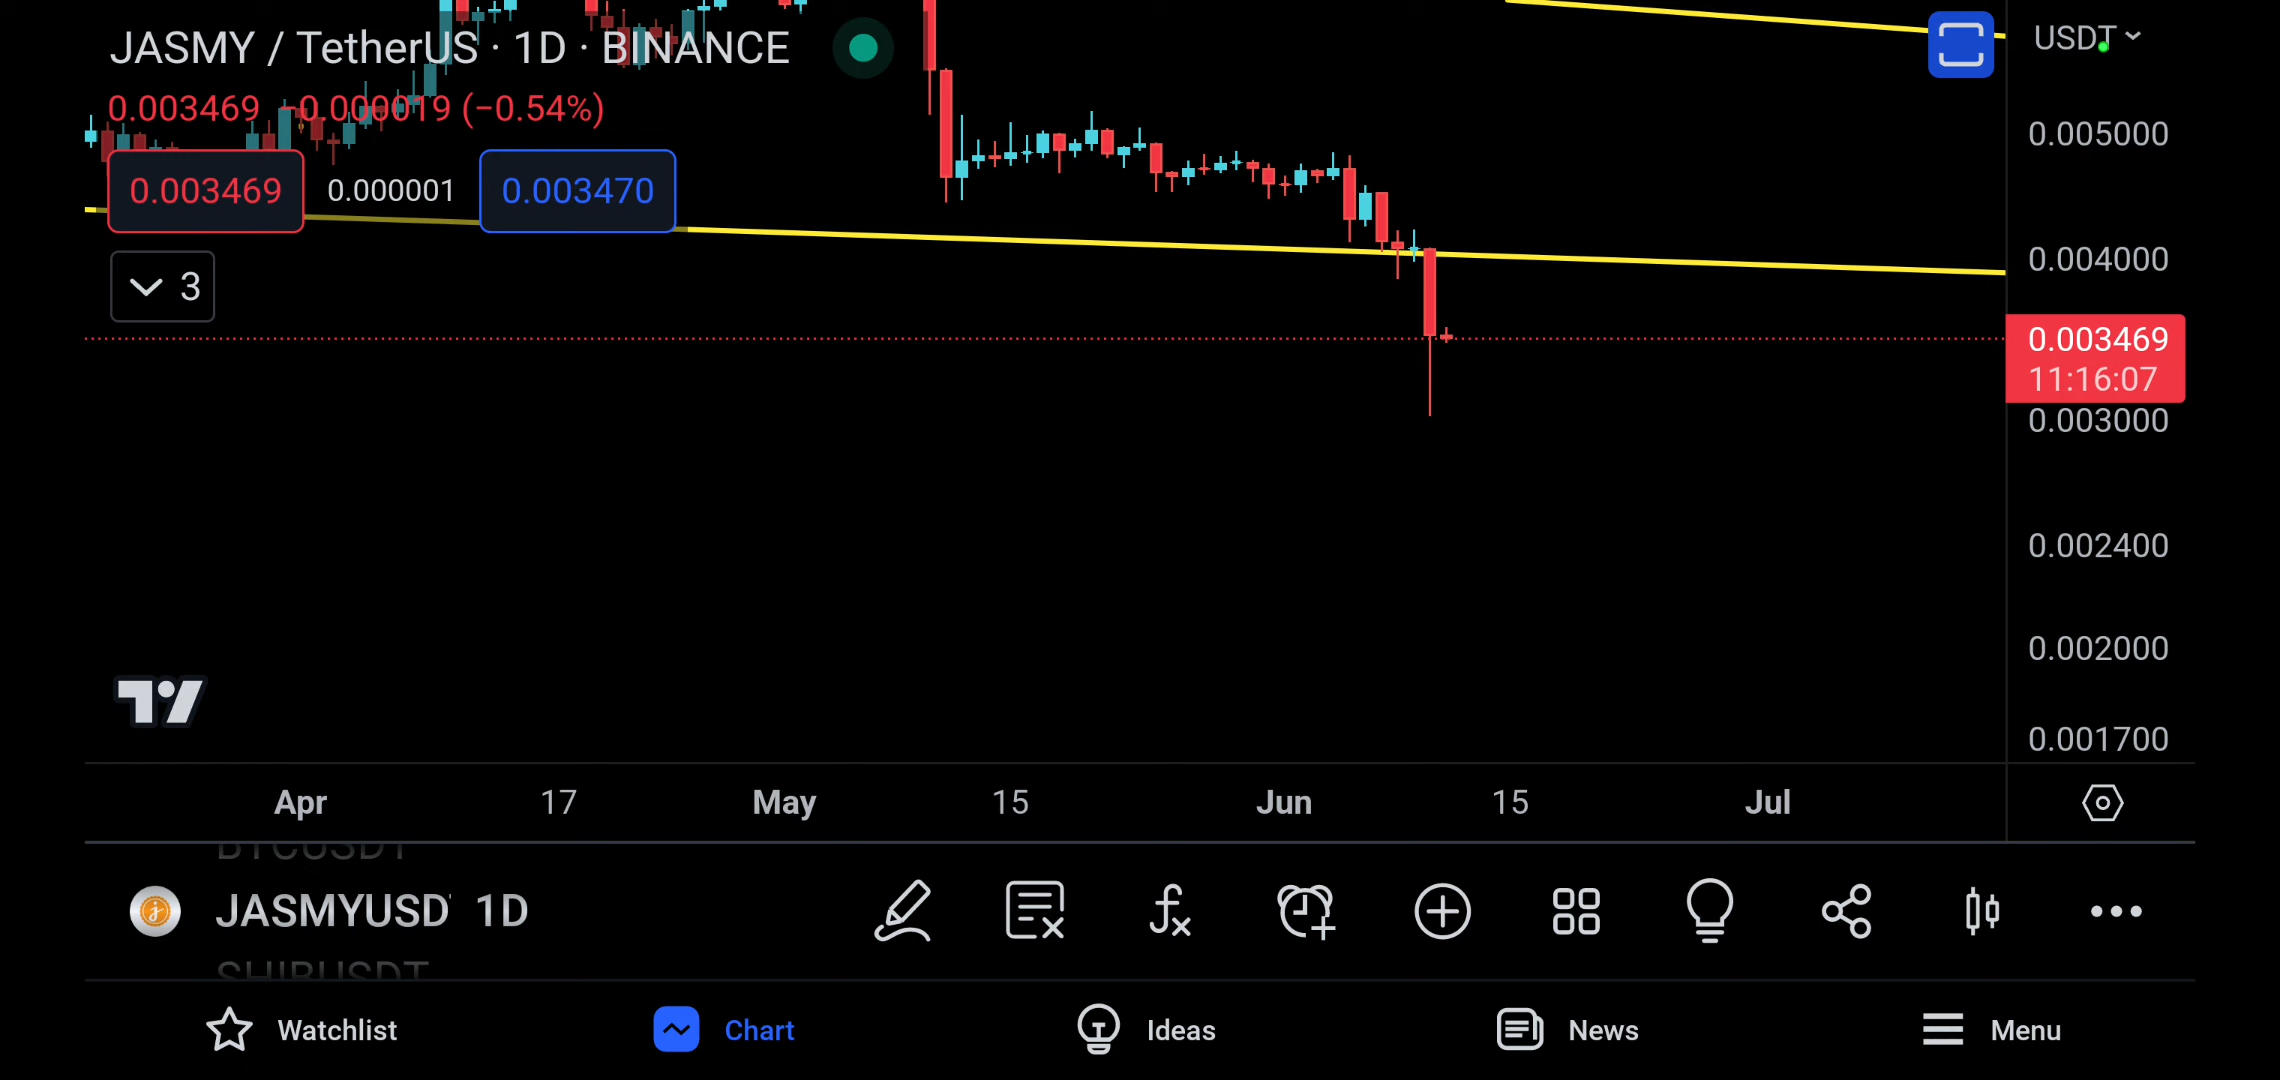 JASMY / TetherUS · 1D · BINANCE
USDT
0.003469 −0.000019 (−0.54%)
0.003469 0.000001 0.003470
3
0.005000
0.004000
0.003469
11:16:07
0.003000
0.002400
0.002000
0.001700
Apr 17 May 15 Jun 15 Jul
BTCUSDT
JASMYUSD 1D
SHIBUSDT
Watchlist Chart Ideas News Menu